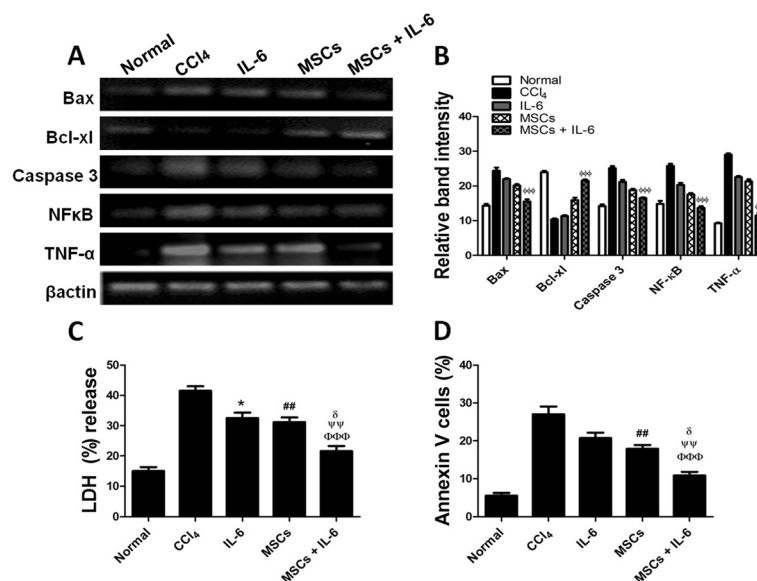 A
Normal
CCl₄
IL-6
MSCs
MSCs + IL-6
Bax
Bcl-xl
Caspase 3
NFκB
TNF-α
βactin
B
Normal
CCl₄
IL-6
MSCs
MSCs + IL-6
Relative band intensity
40
30
20
10
0
ϕϕϕ
ϕϕϕ
ϕϕϕ
Bax
Bcl-xl
Caspase 3
NF-κB
TNF-α
C
LDH (%) release
50
40
30
20
10
0
*
##
δ
ΨΨ
ΦΦΦ
Normal
CCl₄
IL-6
MSCs
MSCs + IL-6
D
Annexin V cells (%)
40
30
20
10
0
##
δ
ΨΨ
ΦΦΦ
Normal
CCl₄
IL-6
MSCs
MSCs + IL-6